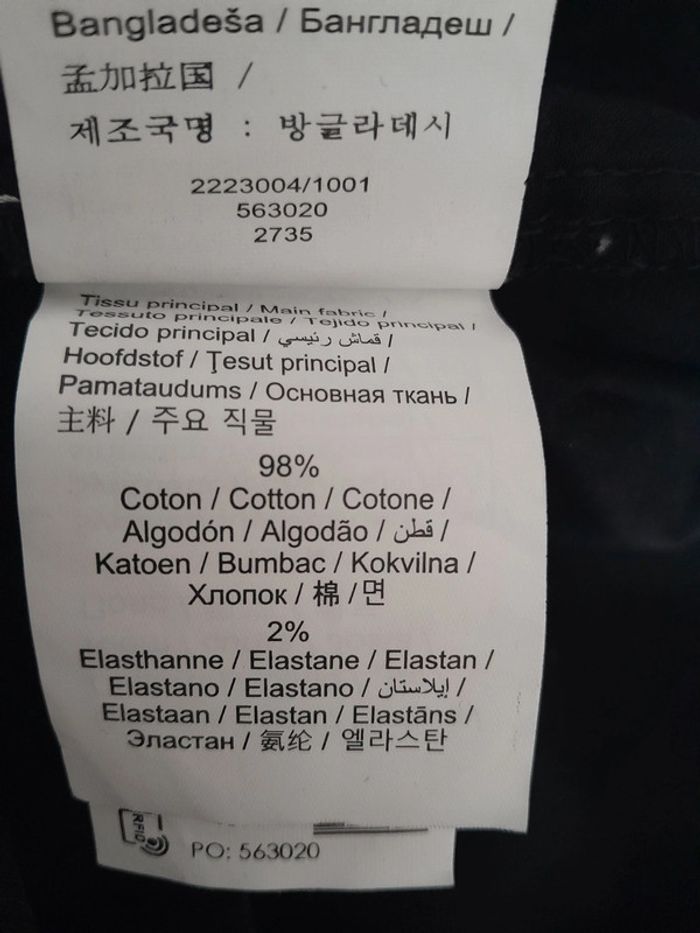 Bangladeša / Бангладеш /
孟加拉国 /
제조국명 : 방글라데시
2223004/1001
563020
2735
Tissu principal / Main fabric /
Tessuto principale / Tejido principal /
Tecido principal / قماش رئيسي /
Hoofdstof / Ţesut principal /
Pamataudums / Основная ткань /
主料 / 주요 직물
98%
Coton / Cotton / Cotone /
Algodón / Algodão / قطن /
Katoen / Bumbac / Kokvilna /
Хлопок / 棉 / 면
2%
Elasthanne / Elastane / Elastan /
Elastano / Elastano / إيلاستان /
Elastaan / Elastan / Elastāns /
Эластан / 氨纶 / 엘라스탄
RFID
PO: 563020